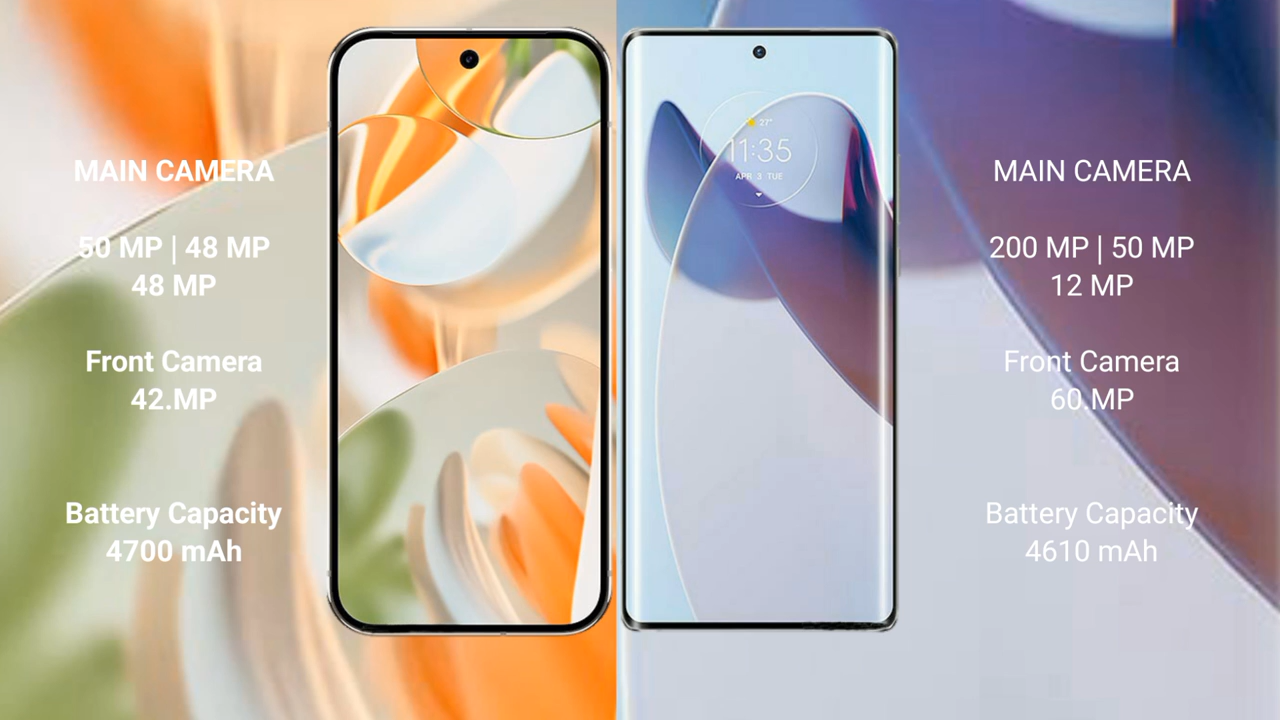 MAIN CAMERA
50 MP | 48 MP
48 MP
Front Camera
42.MP
Battery Capacity
4700 mAh
27°
11:35
APR 3 TUE
MAIN CAMERA
200 MP | 50 MP
12 MP
Front Camera
60.MP
Battery Capacity
4610 mAh